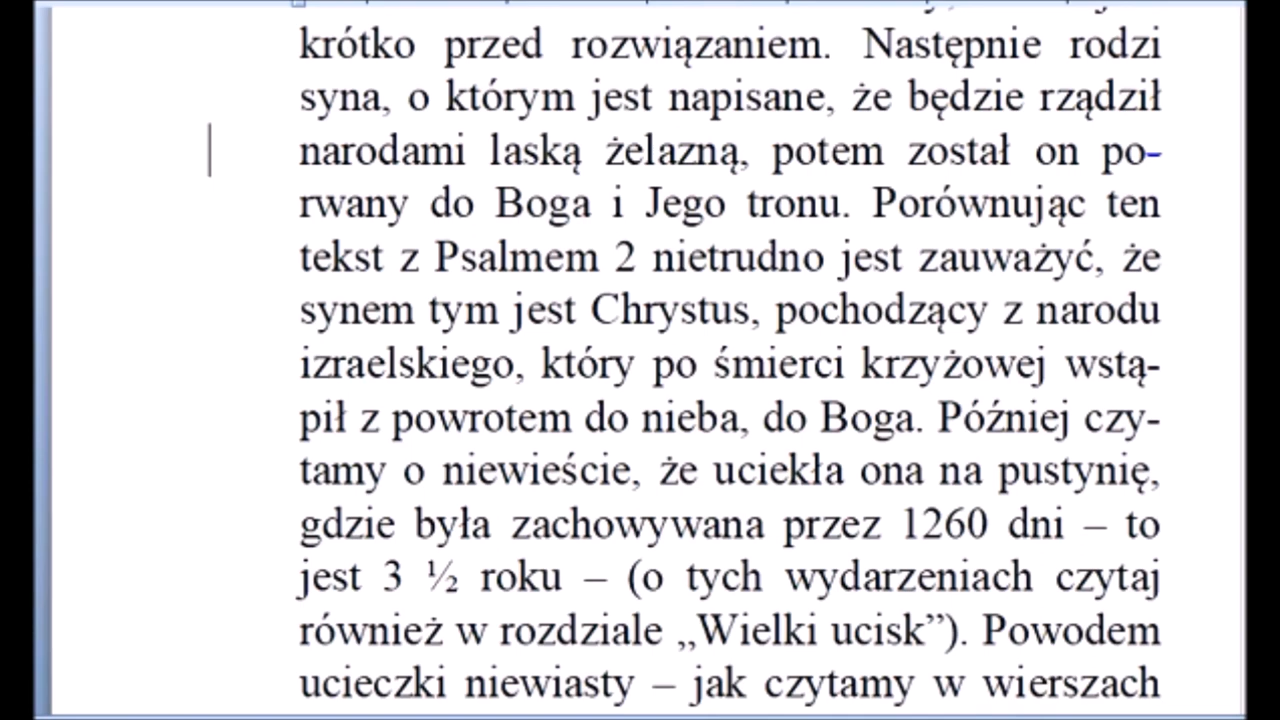 krótko przed rozwiązaniem. Następnie rodzi
syna, o którym jest napisane, że będzie rządził
narodami laską żelazną, potem został on po-
rwany do Boga i Jego tronu. Porównując ten
tekst z Psalmem 2 nietrudno jest zauważyć, że
synem tym jest Chrystus, pochodzący z narodu
izraelskiego, który po śmierci krzyżowej wstą-
pił z powrotem do nieba, do Boga. Później czy-
tamy o niewieście, że uciekła ona na pustynię,
gdzie była zachowywana przez 1260 dni – to
jest 3 ½ roku – (o tych wydarzeniach czytaj
również w rozdziale „Wielki ucisk”). Powodem
ucieczki niewiasty – jak czytamy w wierszach